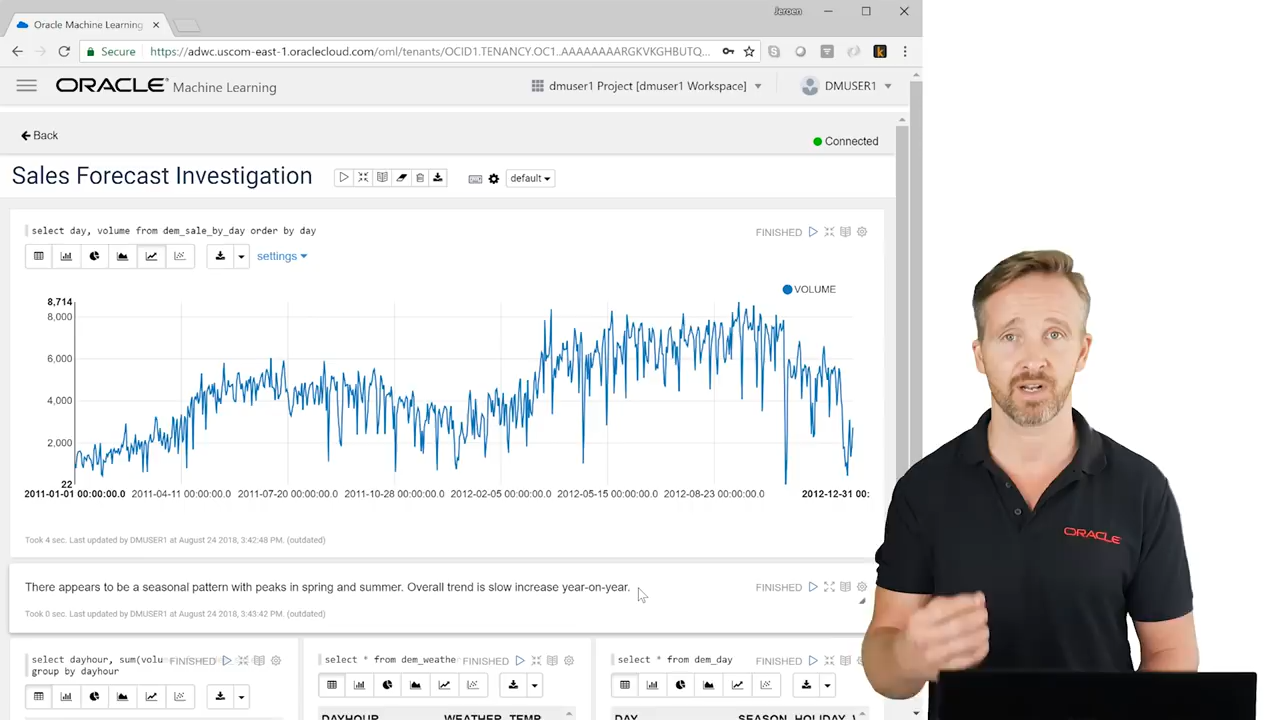 Jeroen
Oracle Machine Learning
Secure https://adwc.uscom-east-1.oraclecloud.com/oml/tenants/OCID1.TENANCY.OC1..AAAAAAAARGKVKGHBUTQ...
ORACLE Machine Learning
dmuser1 Project [dmuser1 Workspace]
DMUSER1
Back
Connected
Sales Forecast Investigation
default
select day, volume from dem_sale_by_day order by day
FINISHED
settings
VOLUME
8,714
8,000
6,000
4,000
2,000
22
2011-01-01 00:00:00.0 2011-04-11 00:00:00.0 2011-07-20 00:00:00.0 2011-10-28 00:00:00.0 2012-02-05 00:00:00.0 2012-05-15 00:00:00.0 2012-08-23 00:00:00.0 2012-12-31 00:
Took 4 sec. Last updated by DMUSER1 at August 24 2018, 3:42:48 PM. (outdated)
There appears to be a seasonal pattern with peaks in spring and summer. Overall trend is slow increase year-on-year.
FINISHED
Took 0 sec. Last updated by DMUSER1 at August 24 2018, 3:43:42 PM. (outdated)
select dayhour, sum(volu
group by dayhour
FINISHED
select * from dem_weathe
FINISHED
select * from dem_day
FINISHED
DAYHOUR WEATHER_TEMP
DAY SEASON HOLIDAY
ORACLE